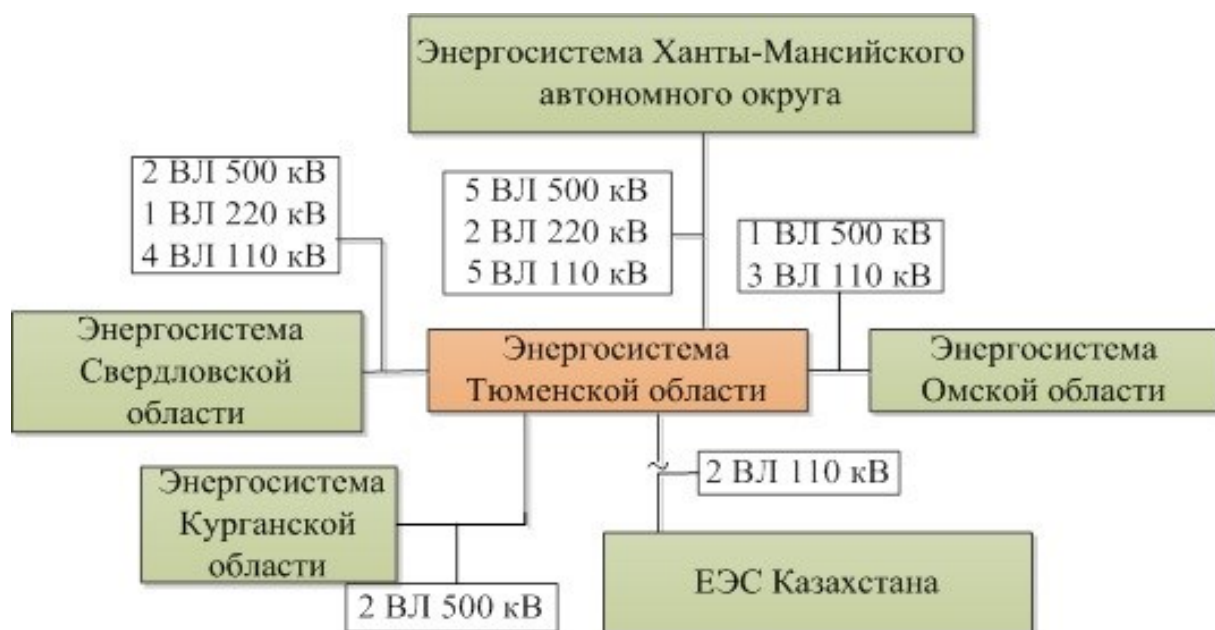 Энергосистема Ханты-Мансийского
автономного округа
2 ВЛ 500 кВ
1 ВЛ 220 кВ
4 ВЛ 110 кВ
5 ВЛ 500 кВ
2 ВЛ 220 кВ
5 ВЛ 110 кВ
1 ВЛ 500 кВ
3 ВЛ 110 кВ
Энергосистема
Свердловской
области
Энергосистема
Тюменской области
Энергосистема
Омской области
Энергосистема
Курганской
области
2 ВЛ 110 кВ
2 ВЛ 500 кВ
ЕЭС Казахстана